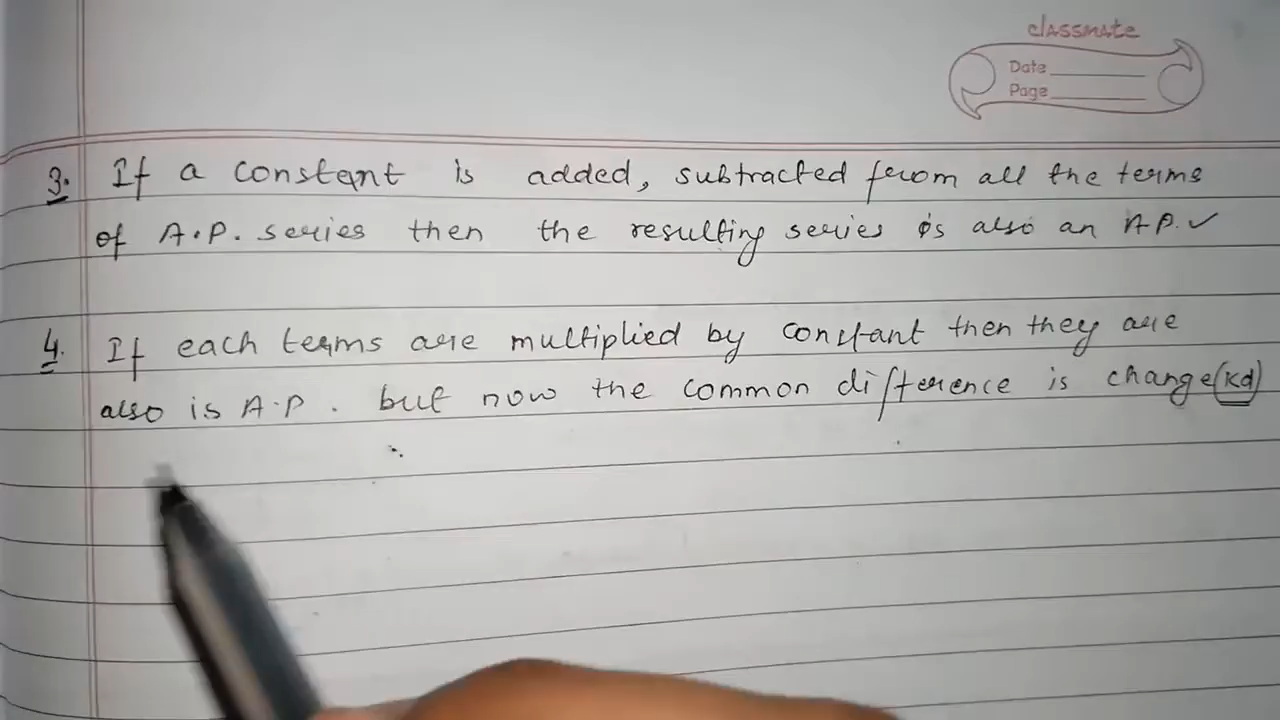 classmate
Date
Page
3. If a constant is added, subtracted from all the terms
of A.P. series then the resulting series is also an A.P. ✓
4. If each terms are multiplied by constant then they are
also is A.P. but now the common difference is change (Kd)